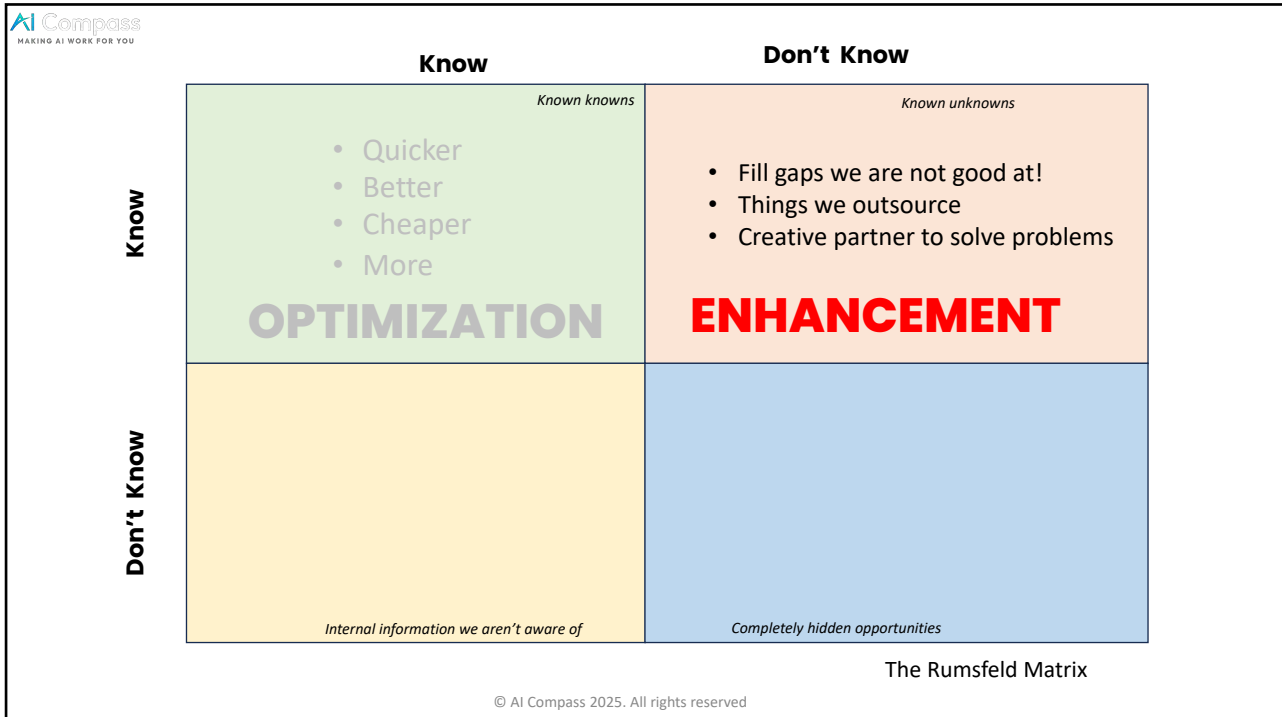 AI Compass
MAKING AI WORK FOR YOU
Know
Don't Know
Know
Known knowns
• Quicker
• Better
• Cheaper
• More
OPTIMIZATION
Known unknowns
• Fill gaps we are not good at!
• Things we outsource
• Creative partner to solve problems
ENHANCEMENT
Don't Know
Internal information we aren't aware of
Completely hidden opportunities
The Rumsfeld Matrix
© AI Compass 2025. All rights reserved